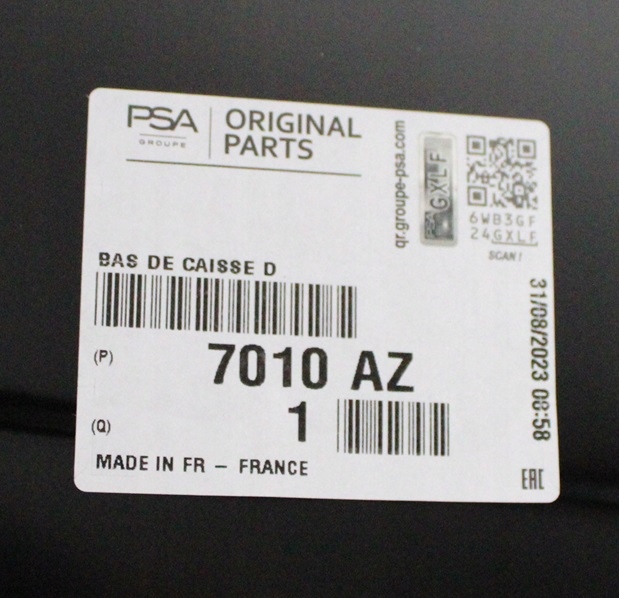 PSA
GROUPE
ORIGINAL
PARTS
qr.groupe-psa.com
GXLF
6WB3GF
24GXLF
SCAN!
BAS DE CAISSE D
(P) 7010 AZ
(Q) 1
MADE IN FR – FRANCE
31/08/2023 08:58
EAC